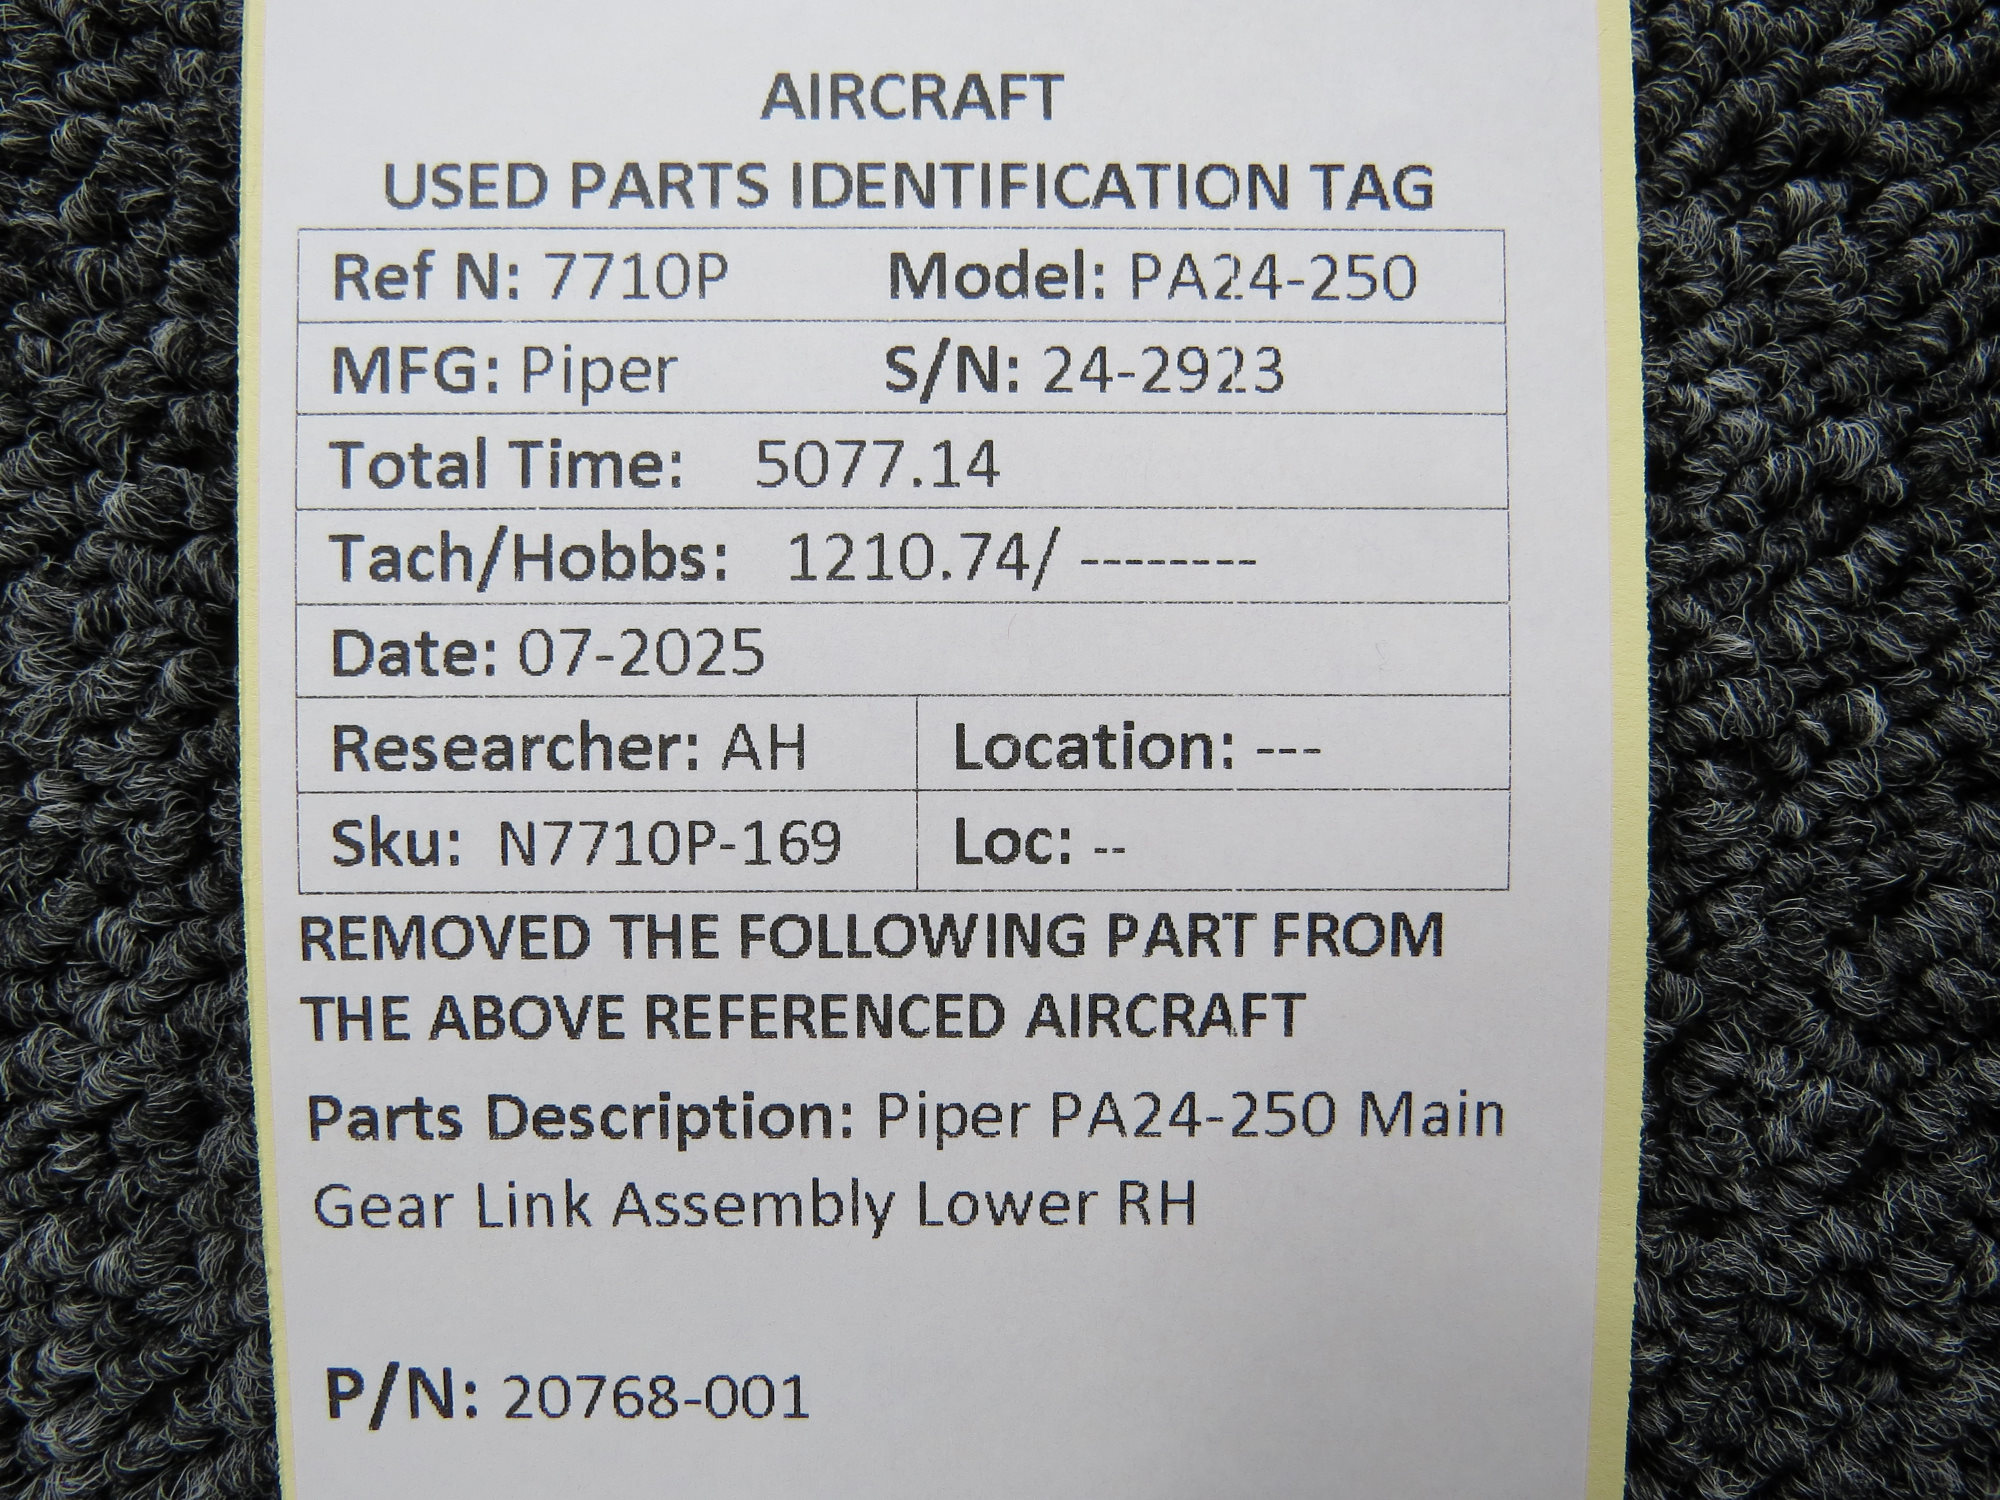 AIRCRAFT
USED PARTS IDENTIFICATION TAG
Ref N: 7710P Model: PA24-250
MFG: Piper S/N: 24-2923
Total Time: 5077.14
Tach/Hobbs: 1210.74/ --------
Date: 07-2025
Researcher: AH Location: ---
Sku: N7710P-169 Loc: --
REMOVED THE FOLLOWING PART FROM
THE ABOVE REFERENCED AIRCRAFT
Parts Description: Piper PA24-250 Main
Gear Link Assembly Lower RH
P/N: 20768-001